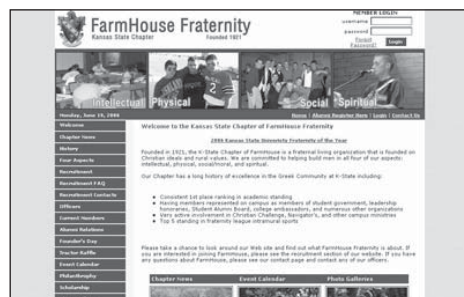 FarmHouse Fraternity
Kansas State Chapter Founded 1921
MEMBER LOGIN
username
password
Forgot
Password?
Login
Intellectual Physical Social Spiritual
Monday, June 19, 2006
Home | Alumni Register Here | Login | Contact Us
Welcome
Chapter News
History
Four Aspects
Recruitment
Recruitment FAQ
Recruitment Contacts
Officers
Current Members
Alumni Relations
Founder's Day
Tractor Raffle
Event Calendar
Philanthrophy
Scholarship
Welcome to the Kansas State Chapter of FarmHouse Fraternity
2006 Kansas State University Fraternity of the Year
Founded in 1921, the K-State Chapter of FarmHouse is a fraternal living organization that is founded on
Christian ideals and rural values. We are committed to helping build men in all four of our aspects:
intellectual, physical, social/moral, and spiritual.
Our Chapter has a long history of excellence in the Greek Community at K-State including:
Consistent 1st place ranking in academic standing
Having members represented on campus as members of student government, leadership
honoraries, Student Alumni Board, college ambassadors, and numerous other organizations
Very active involvement in Christian Challenge, Navigator's, and other campus ministries
Top 5 standing in fraternity league intramural sports
Please take a chance to look around our Web site and find out what FarmHouse Fraternity is about. If
you are interested in joining FarmHouse, please see the recruitment section of our website. If you have
any questions about FarmHouse, please see our contact page and contact any of our officers.
Chapter News Event Calendar Photo Galleries